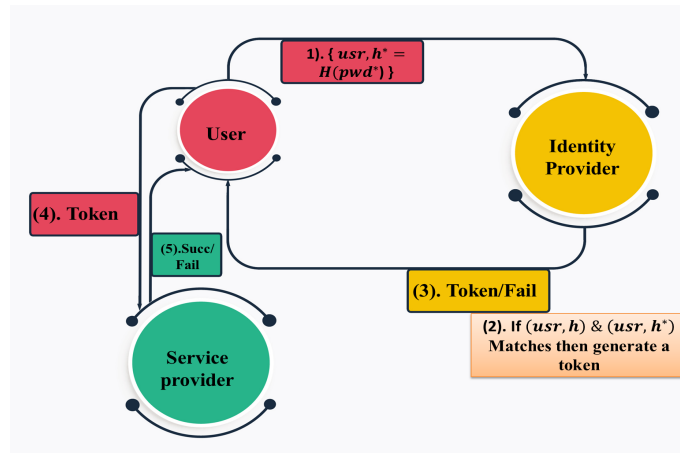 1). { usr, h* =
H(pwd*) }
User
Identity
Provider
(4). Token
(5).Succ/
Fail
(3). Token/Fail
(2). If (usr, h) & (usr, h*)
Matches then generate a
token
Service
provider